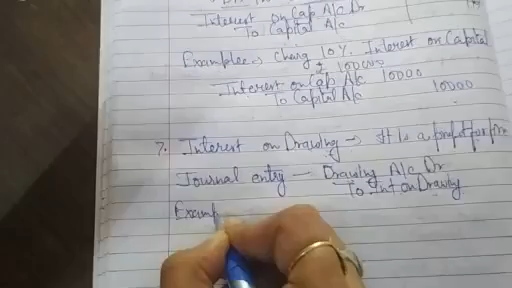 Interest on Cap A/c Dr
To Capital A/c
Example → Charg 10% Interest on Capital
₹ 100000
Interest on Cap A/c 10000
To Capital A/c 10000
7. Interest on Drawing → It Is a profit for
Journal entry — Drawing A/c Dr
To Int on Drawing
Examp